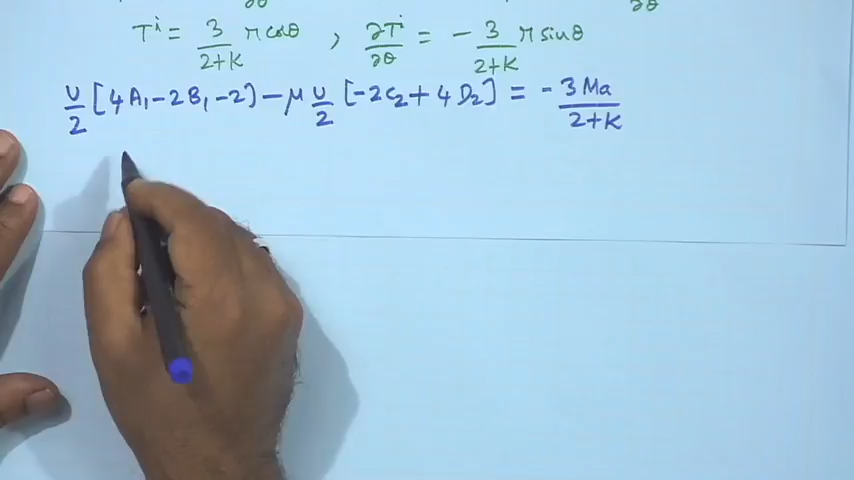 ∂θ ∂θ
Tⁱ = 3/(2+K) r cosθ , ∂Tⁱ/∂θ = - 3/(2+K) r sinθ
U/2 [4A₁-2B₁-2] - μ U/2 [-2C₂+4D₂] = - 3Ma/(2+K)